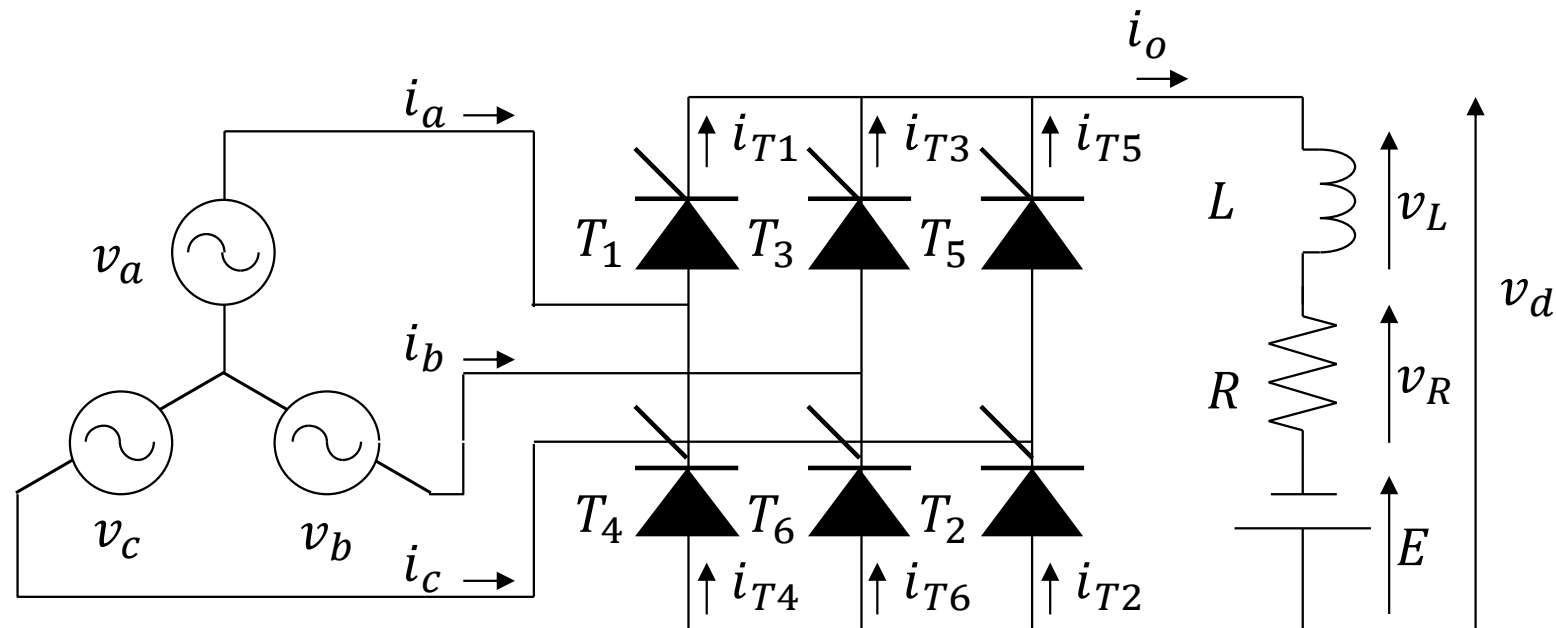 i_o
i_a
i_T1 i_T3 i_T5
T_1 T_3 T_5 L v_L
v_a
v_d
i_b
R v_R
T_4 T_6 T_2
v_c v_b
E
i_c
i_T4 i_T6 i_T2